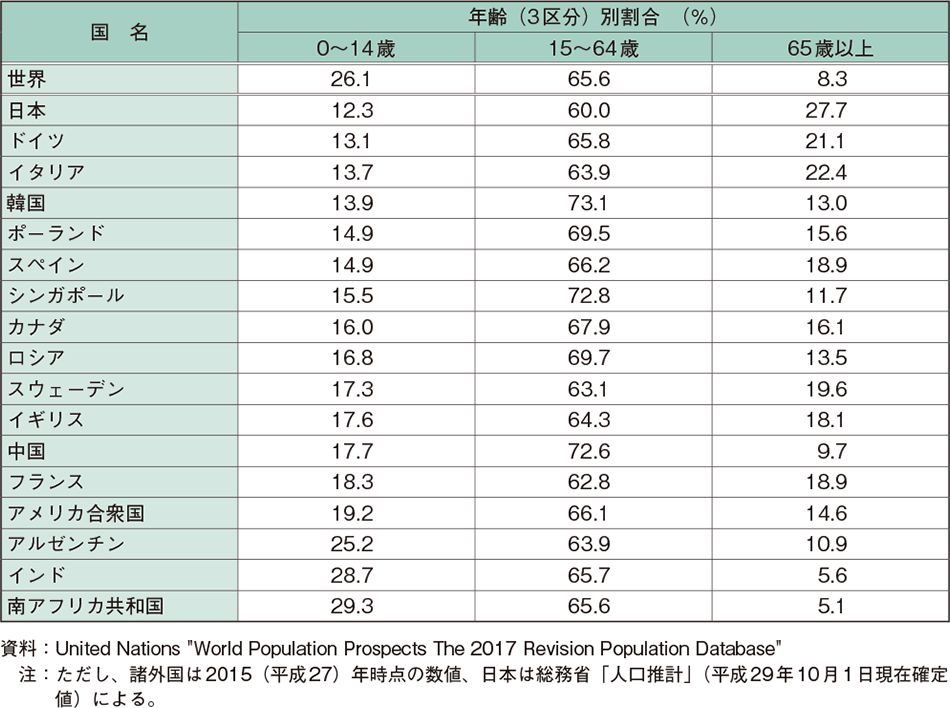 国　名 年齢（３区分）別割合　（%）
0～14歳 15～64歳 65歳以上
世界 26.1 65.6 8.3
日本 12.3 60.0 27.7
ドイツ 13.1 65.8 21.1
イタリア 13.7 63.9 22.4
韓国 13.9 73.1 13.0
ポーランド 14.9 69.5 15.6
スペイン 14.9 66.2 18.9
シンガポール 15.5 72.8 11.7
カナダ 16.0 67.9 16.1
ロシア 16.8 69.7 13.5
スウェーデン 17.3 63.1 19.6
イギリス 17.6 64.3 18.1
中国 17.7 72.6 9.7
フランス 18.3 62.8 18.9
アメリカ合衆国 19.2 66.1 14.6
アルゼンチン 25.2 63.9 10.9
インド 28.7 65.7 5.6
南アフリカ共和国 29.3 65.6 5.1
資料：United Nations "World Population Prospects The 2017 Revision Population Database"
注：ただし、諸外国は2015（平成27）年時点の数値、日本は総務省「人口推計」（平成29年10月１日現在確定
値）による。